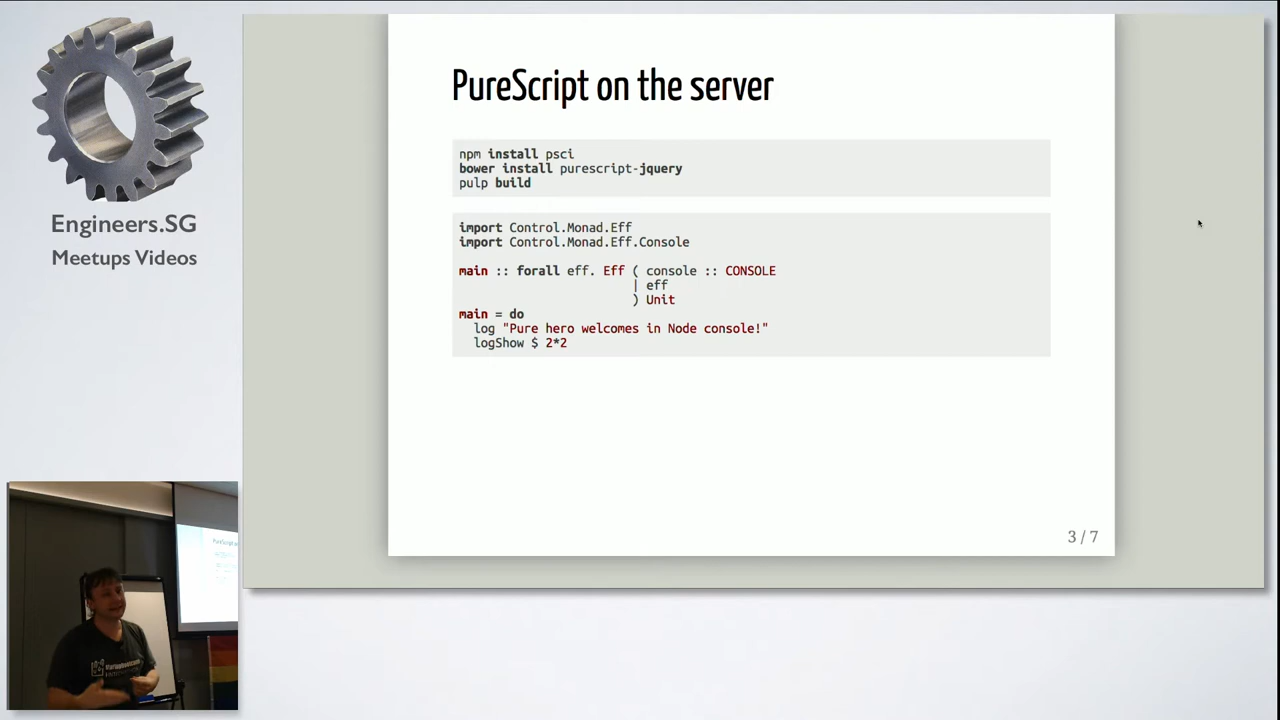 PureScript on the server
npm install psci
bower install purescript-jquery
pulp build
import Control.Monad.Eff
import Control.Monad.Eff.Console
main :: forall eff. Eff ( console :: CONSOLE
| eff
) Unit
main = do
log "Pure hero welcomes in Node console!"
logShow $ 2*2
3 / 7
Engineers.SG
Meetups Videos